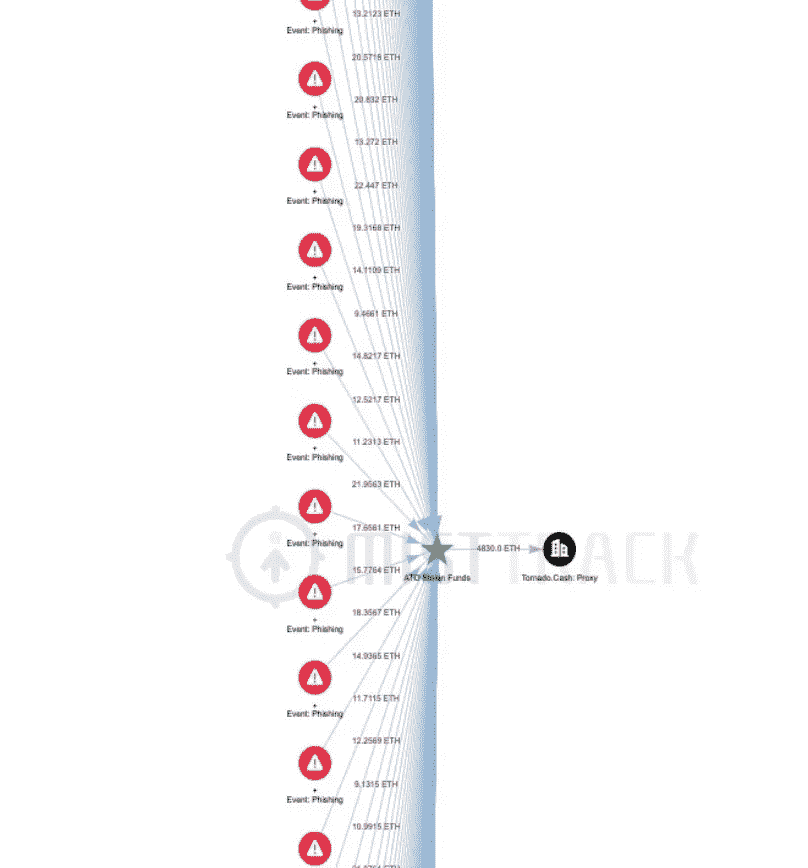 13.2123 ETH
Event: Phishing
20.5718 ETH
20.832 ETH
Event: Phishing
13.272 ETH
22.447 ETH
Event: Phishing
19.3168 ETH
14.1109 ETH
Event: Phishing
9.4661 ETH
14.8217 ETH
Event: Phishing
12.5217 ETH
11.2313 ETH
Event: Phishing
21.9563 ETH
17.6561 ETH
Event: Phishing
4830.0 ETH
MISTTRACK
15.7764 ETH
ATO Stolen Funds
Tornado.Cash: Proxy
18.3567 ETH
Event: Phishing
14.9365 ETH
11.7115 ETH
Event: Phishing
12.2569 ETH
9.1315 ETH
Event: Phishing
10.9915 ETH